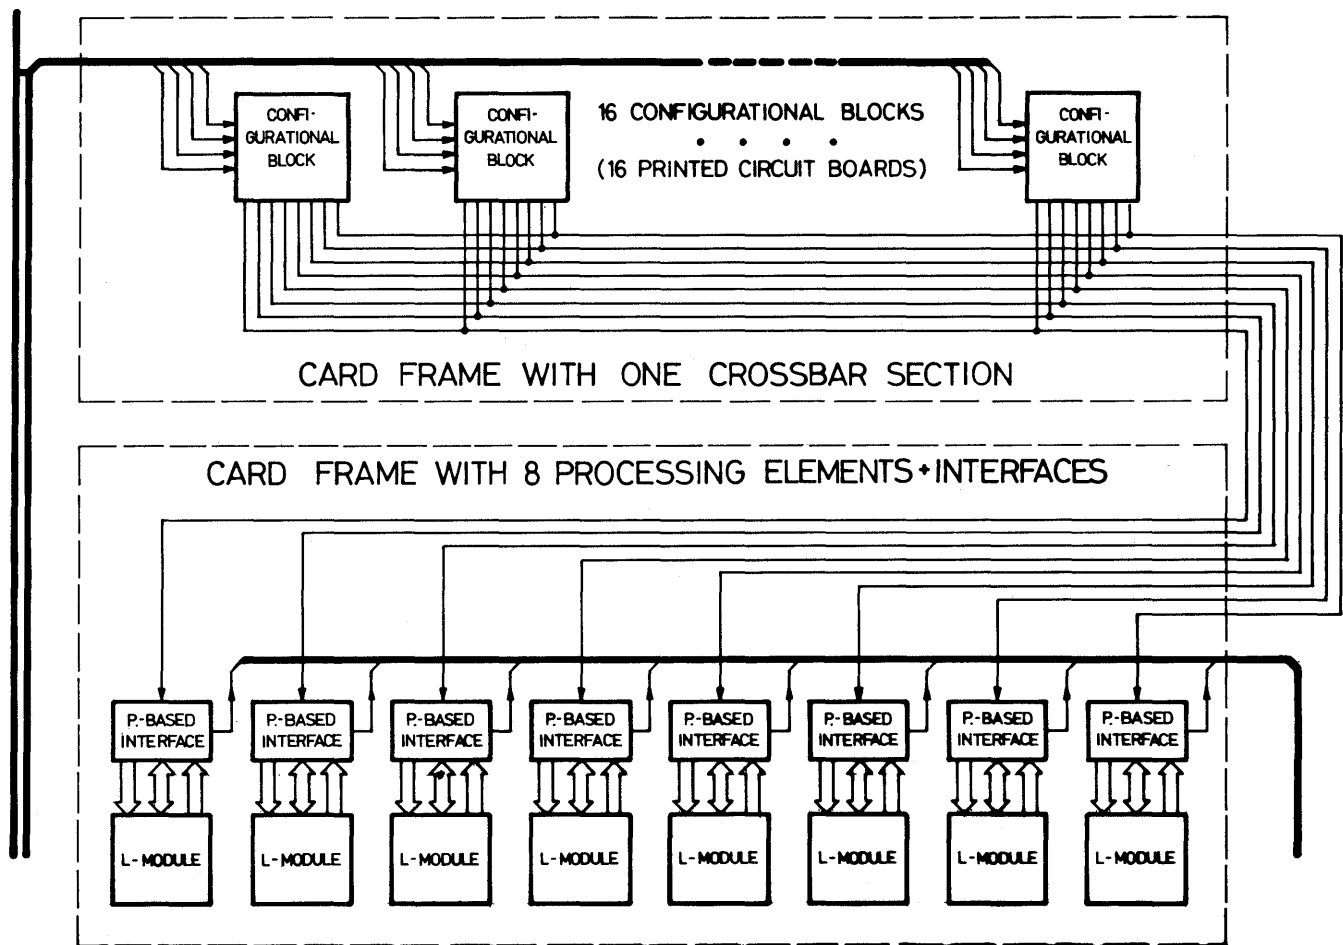 CONFI-
GURATIONAL
BLOCK
CONFI-
GURATIONAL
BLOCK
16 CONFIGURATIONAL BLOCKS
. . . .
(16 PRINTED CIRCUIT BOARDS)
CONFI-
GURATIONAL
BLOCK
CARD FRAME WITH ONE CROSSBAR SECTION
CARD FRAME WITH 8 PROCESSING ELEMENTS+INTERFACES
P.-BASED
INTERFACE
P.-BASED
INTERFACE
P.-BASED
INTERFACE
P.-BASED
INTERFACE
P.-BASED
INTERFACE
P.-BASED
INTERFACE
P.-BASED
INTERFACE
P.-BASED
INTERFACE
L-MODULE
L-MODULE
L-MODULE
L-MODULE
L-MODULE
L-MODULE
L-MODULE
L-MODULE